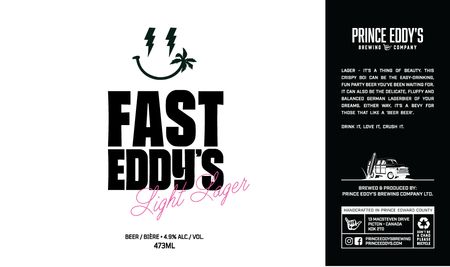 FAST
EDDY'S
Light Lager
BEER / BIÈRE • 4.9% ALC./ VOL.
473ML
PRINCE EDDY'S
BREWING COMPANY
LAGER - IT'S A THING OF BEAUTY. THIS
CRISPY BOI CAN BE THE EASY-DRINKING,
FUN PARTY BEER YOU'VE BEEN WAITING FOR.
IT CAN ALSO BE THE DELICATE, FLUFFY AND
BALANCED GERMAN LAGERBIER OF YOUR
DREAMS. EITHER WAY, IT'S A BEVY FOR
THOSE THAT LIKE A 'BEER BEER'.
DRINK IT, LOVE IT, CRUSH IT.
BREWED & PRODUCED BY:
PRINCE EDDY'S BREWING COMPANY LTD.
HANDCRAFTED IN PRINCE EDWARD COUNTY
13 MACSTEVEN DRIVE
PICTON • CANADA
K0K 2T0
PRINCEEDDYSBREWING
PRINCEEDDYS.COM
DON'T BE
A CHAD
PLEASE
RECYCLE